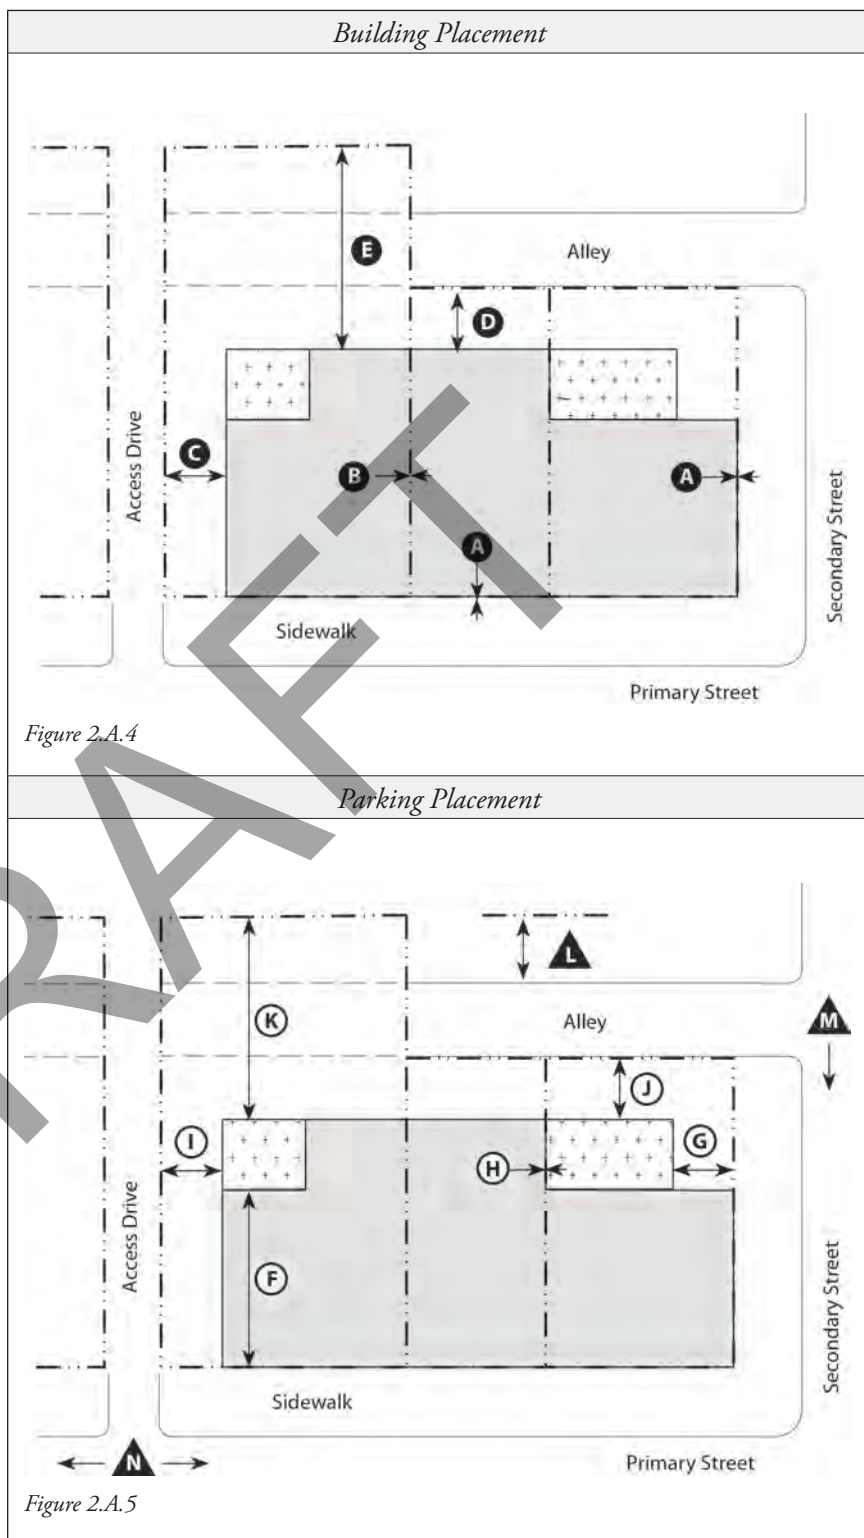 Building Placement
E
Alley
D
Access Drive
C
B
A
A
Secondary Street
Sidewalk
Primary Street
Figure 2.A.4
Parking Placement
L
K
Alley
M
J
I
H
G
Access Drive
F
Secondary Street
Sidewalk
N
Primary Street
Figure 2.A.5
RAFT